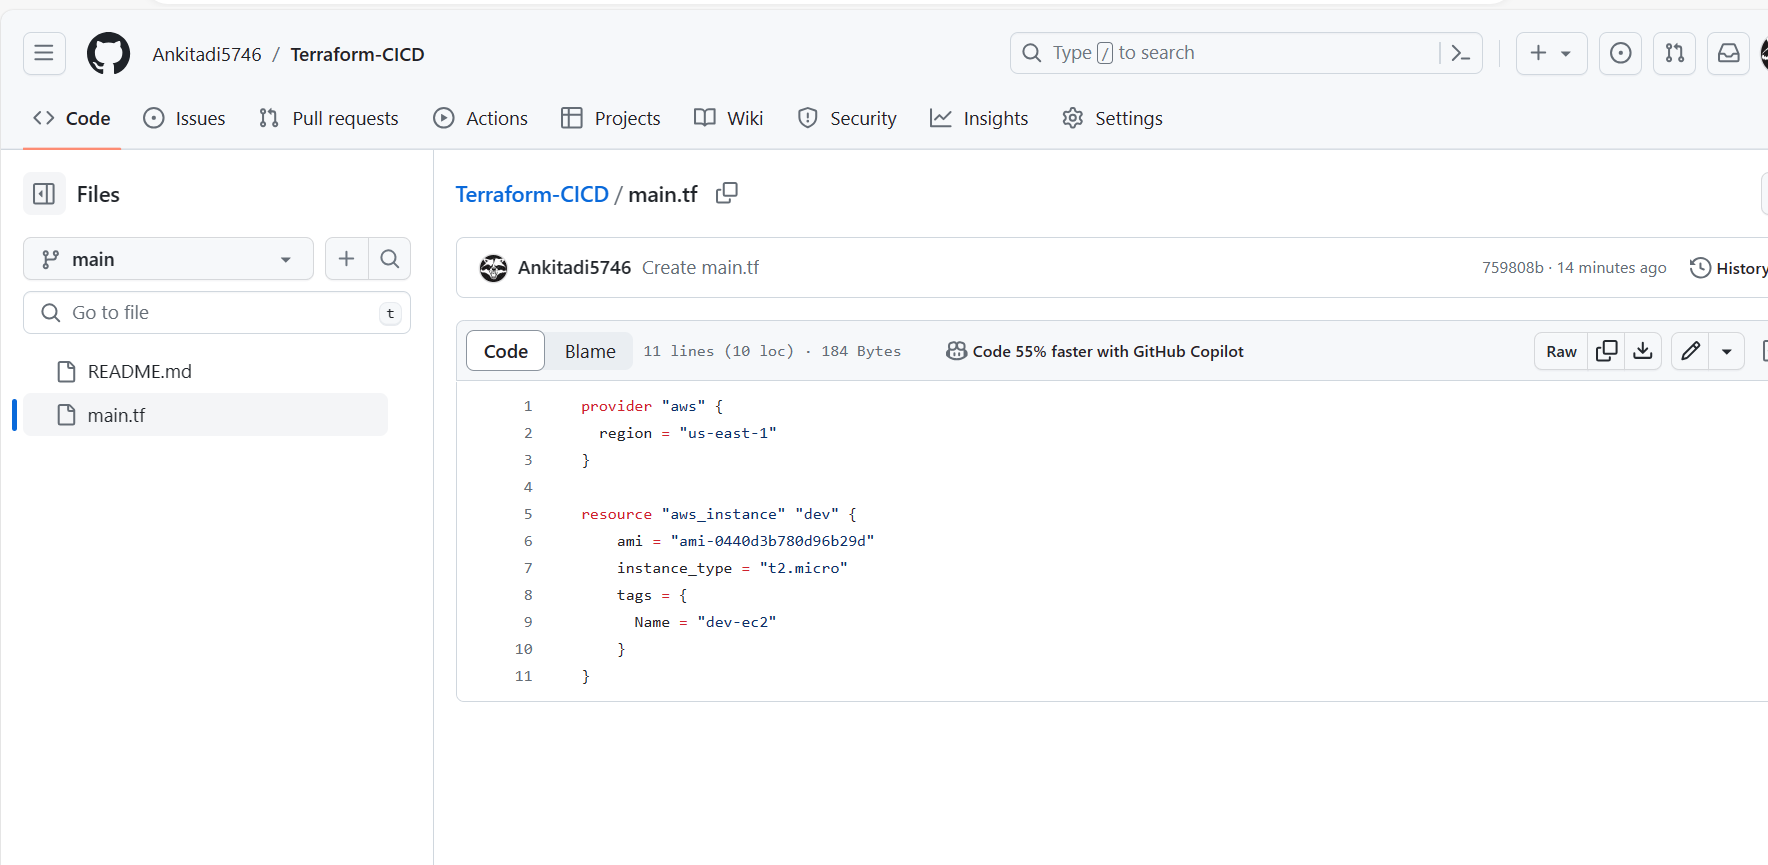 Ankitadi5746 / Terraform-CICD
Type / to search
Code Issues Pull requests Actions Projects Wiki Security Insights Settings
Files
main
Go to file t
README.md
main.tf
Terraform-CICD / main.tf
Ankitadi5746 Create main.tf 759808b · 14 minutes ago History
Code Blame 11 lines (10 loc) · 184 Bytes Code 55% faster with GitHub Copilot Raw
1 provider "aws" {
2 region = "us-east-1"
3 }
4
5 resource "aws_instance" "dev" {
6 ami = "ami-0440d3b780d96b29d"
7 instance_type = "t2.micro"
8 tags = {
9 Name = "dev-ec2"
10 }
11 }